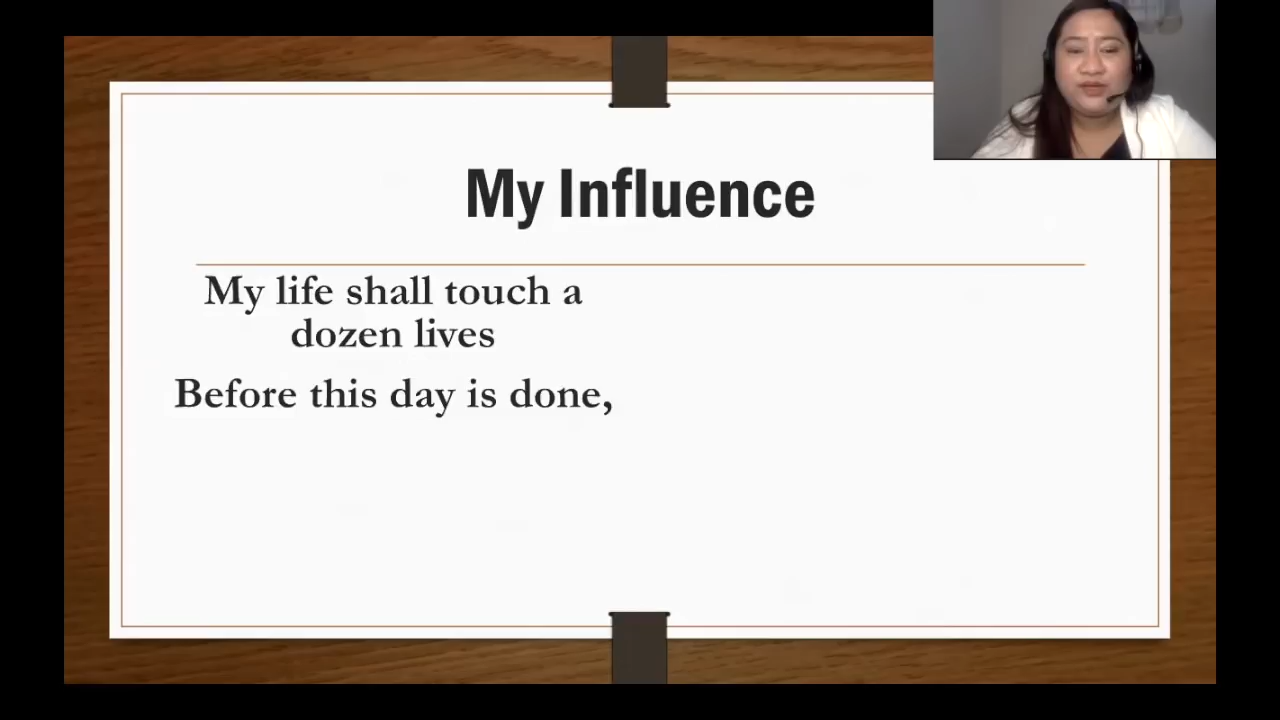 My Influence
My life shall touch a
dozen lives
Before this day is done,